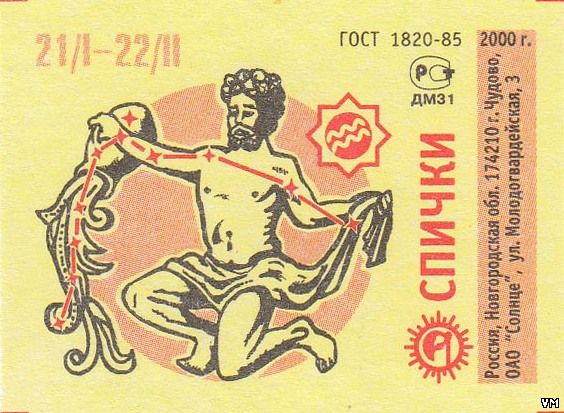 21/I–22/II
ГОСТ 1820-85
2000 г.
РСТ
ДМ31
СПИЧКИ
Россия, Новгородская обл. 174210 г. Чудово,
ОАО "Солнце", ул. Молодогвардейская, 3
VM